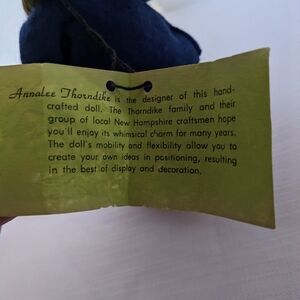 Annalee Thorndike is the designer of this hand-
crafted doll. The Thorndike family and their
group of local New Hampshire craftsmen hope
you'll enjoy its whimsical charm for many years.
The doll's mobility and flexibility allow you to
create your own ideas in positioning, resulting
in the best of display and decoration.